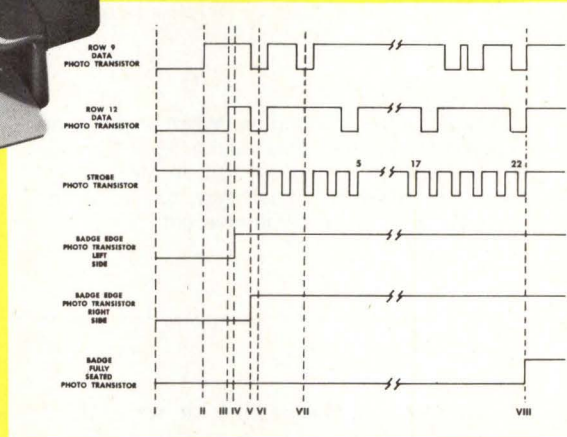 ROW 9
DATA
PHOTO TRANSISTOR
ROW 12
DATA
PHOTO TRANSISTOR
STROBE
PHOTO TRANSISTOR
5 17 22
BADGE EDGE
PHOTO TRANSISTOR
LEFT
SIDE
BADGE EDGE
PHOTO TRANSISTOR
RIGHT
SIDE
BADGE
FULLY
SEATED
PHOTO TRANSISTOR
I II III IV V VI VII VIII